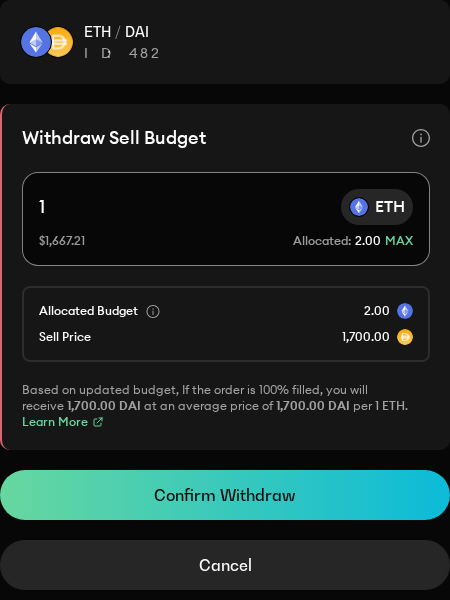 ETH / DAI
ID 482
Withdraw Sell Budget
1
ETH
$1,667.21
Allocated: 2.00 MAX
Allocated Budget
2.00
Sell Price
1,700.00
Based on updated budget, If the order is 100% filled, you will
receive 1,700.00 DAI at an average price of 1,700.00 DAI per 1 ETH.
Learn More
Confirm Withdraw
Cancel